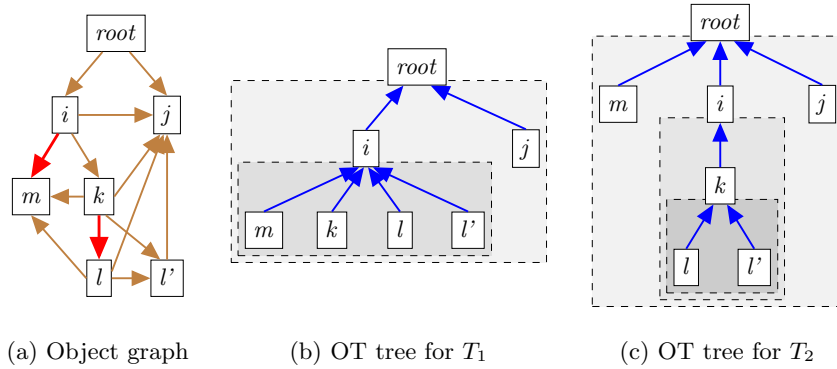 root
i
j
m
k
l
l'
(a) Object graph
root
i
j
m
k
l
l'
(b) OT tree for T₁
root
m
i
j
k
l
l'
(c) OT tree for T₂